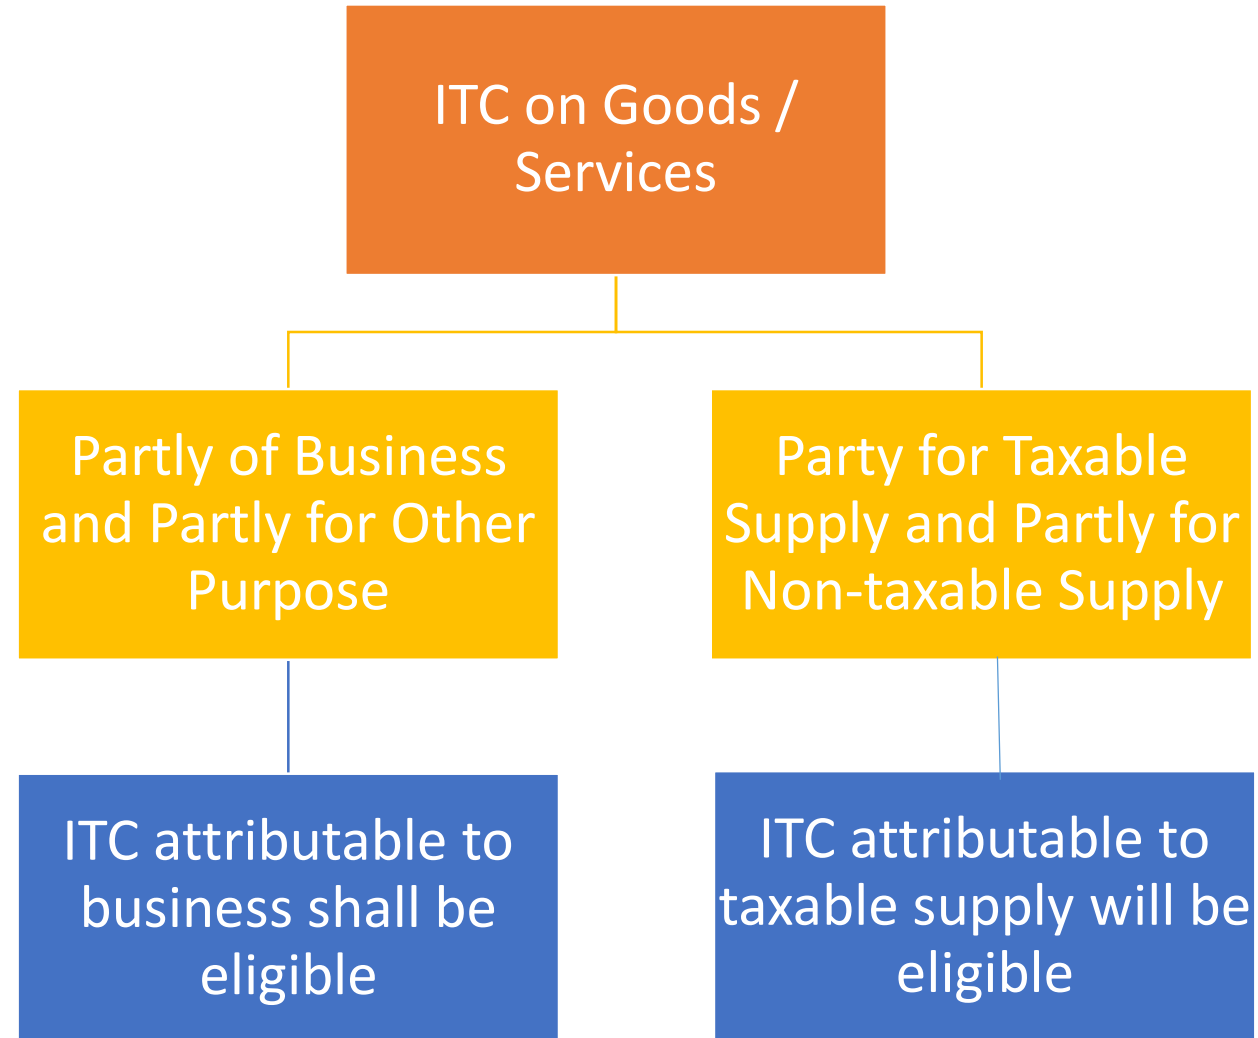 ITC on Goods /
Services
Partly of Business
and Partly for Other
Purpose
Party for Taxable
Supply and Partly for
Non-taxable Supply
ITC attributable to
business shall be
eligible
ITC attributable to
taxable supply will be
eligible